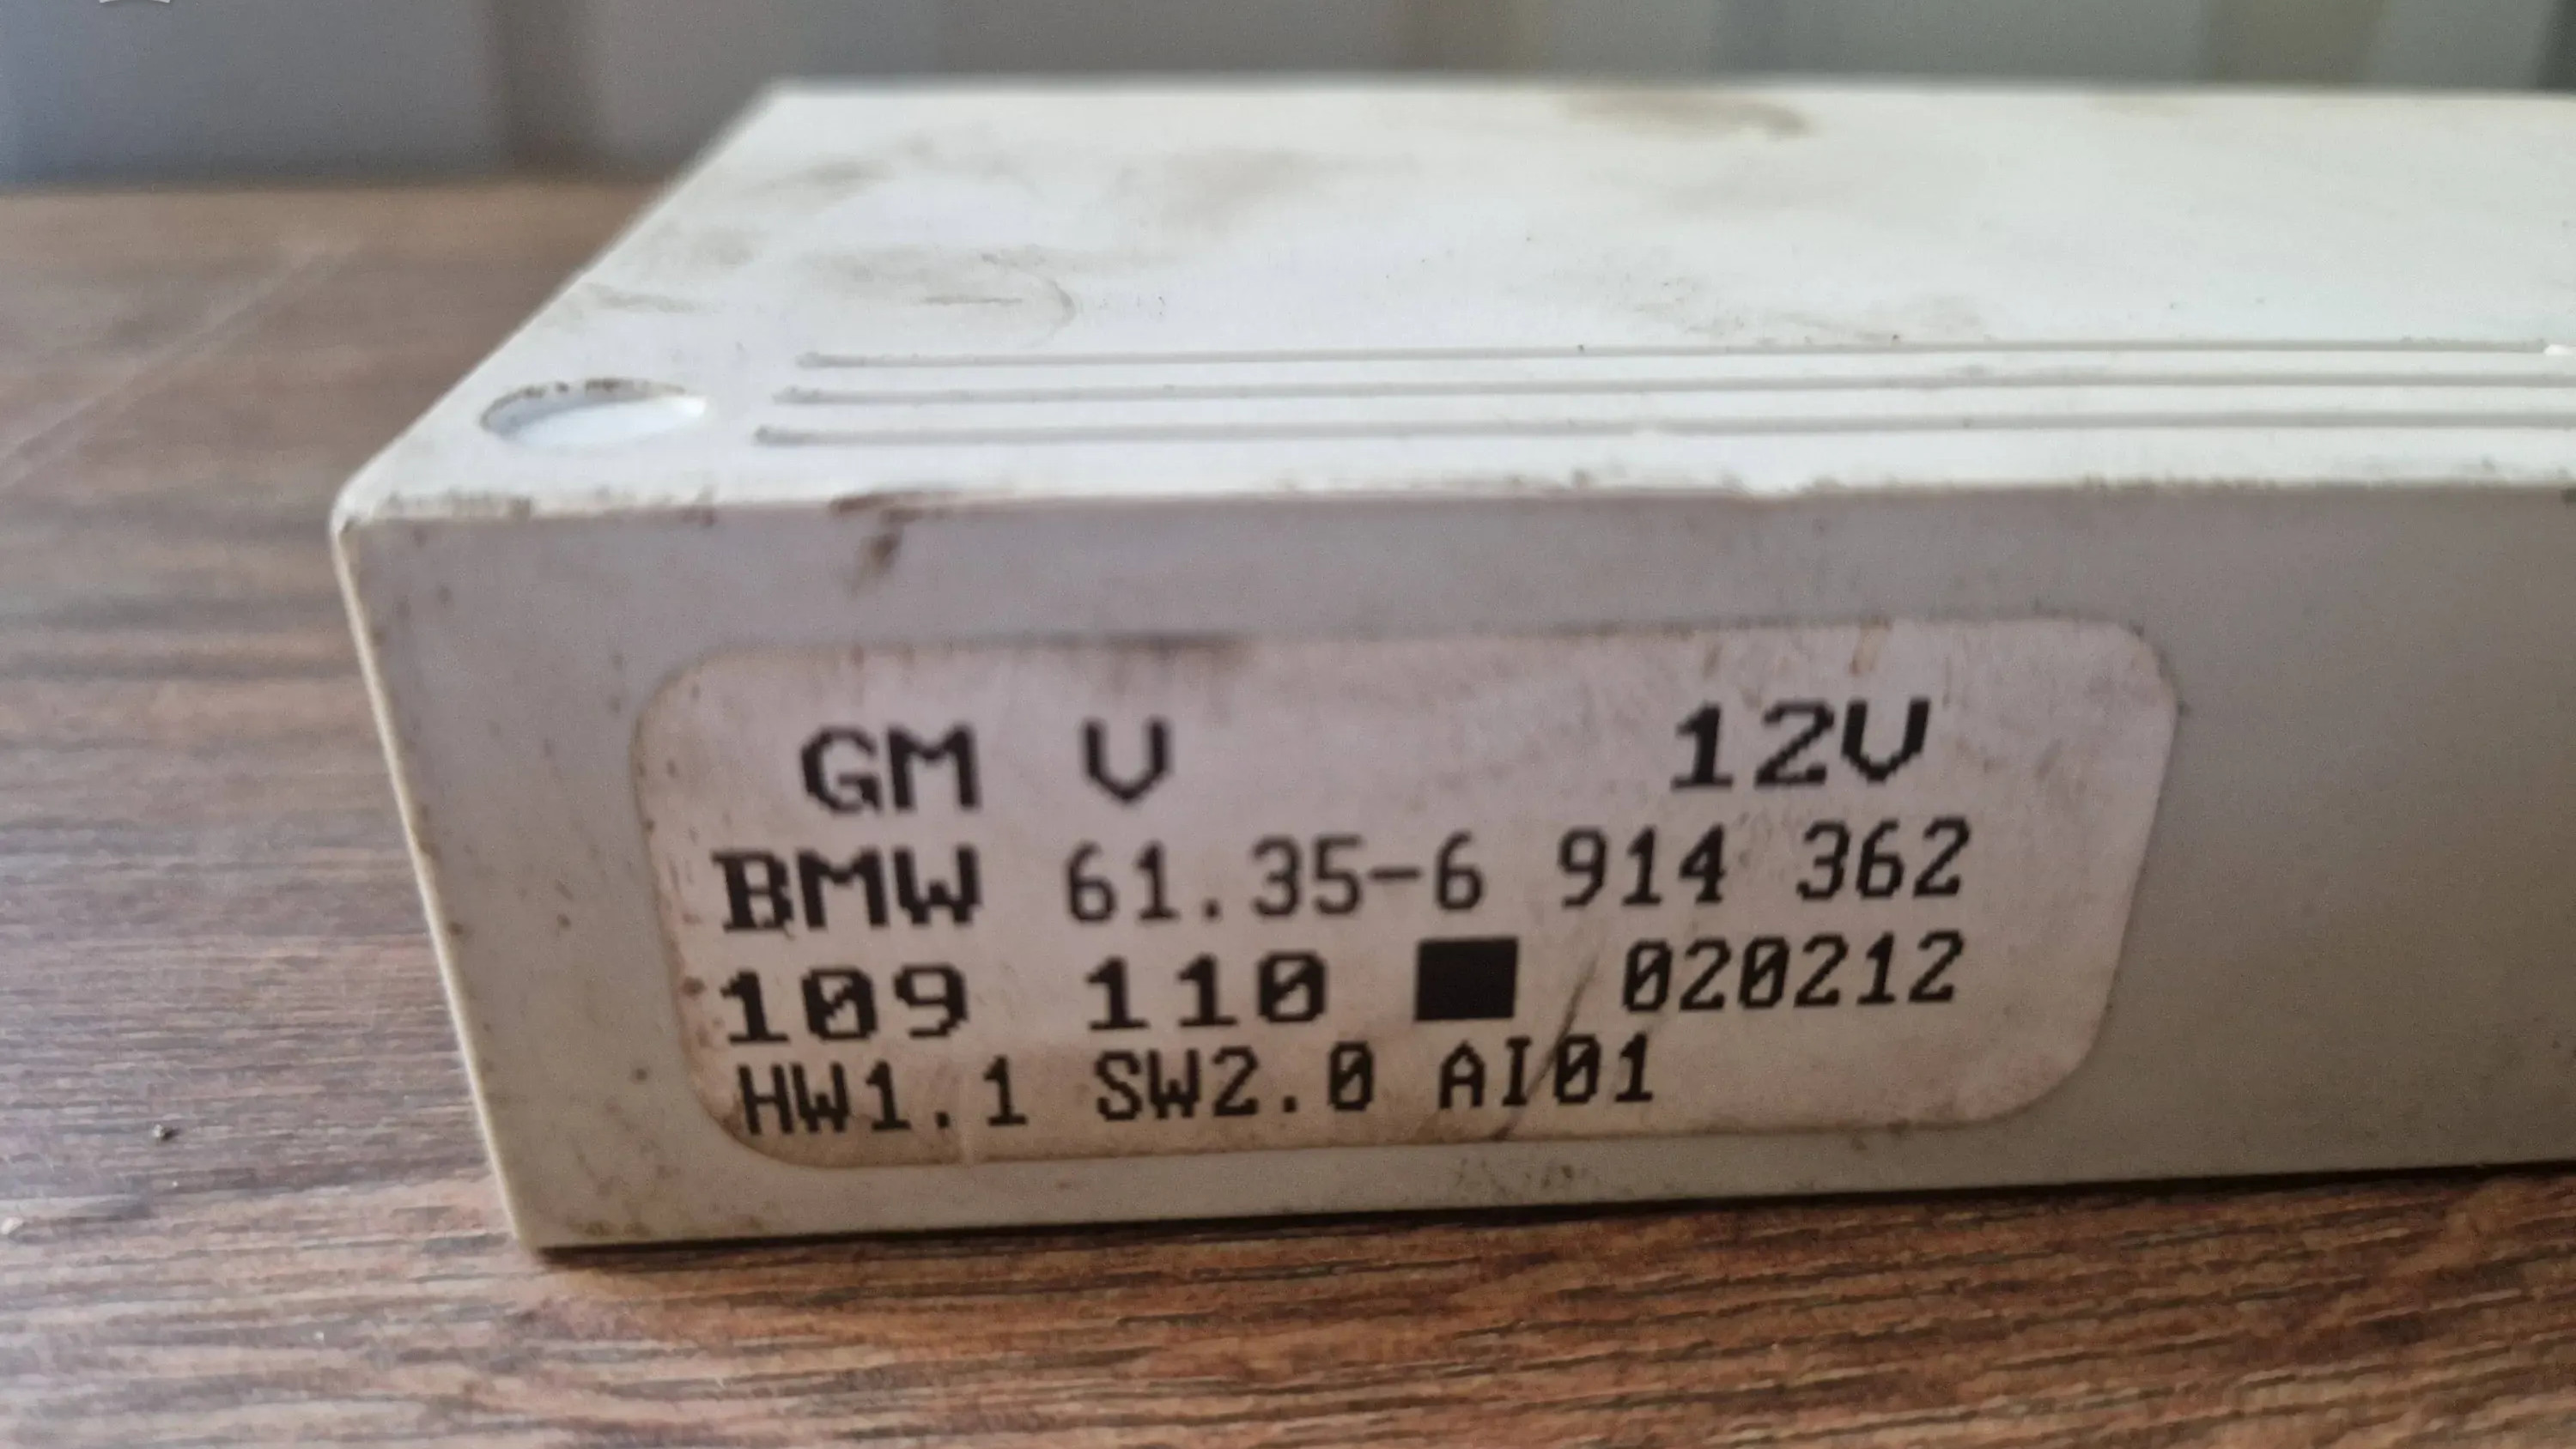 GM V 12V
BMW 61.35-6 914 362
109 110 ■ 020212
HW1.1 SW2.0 AI01